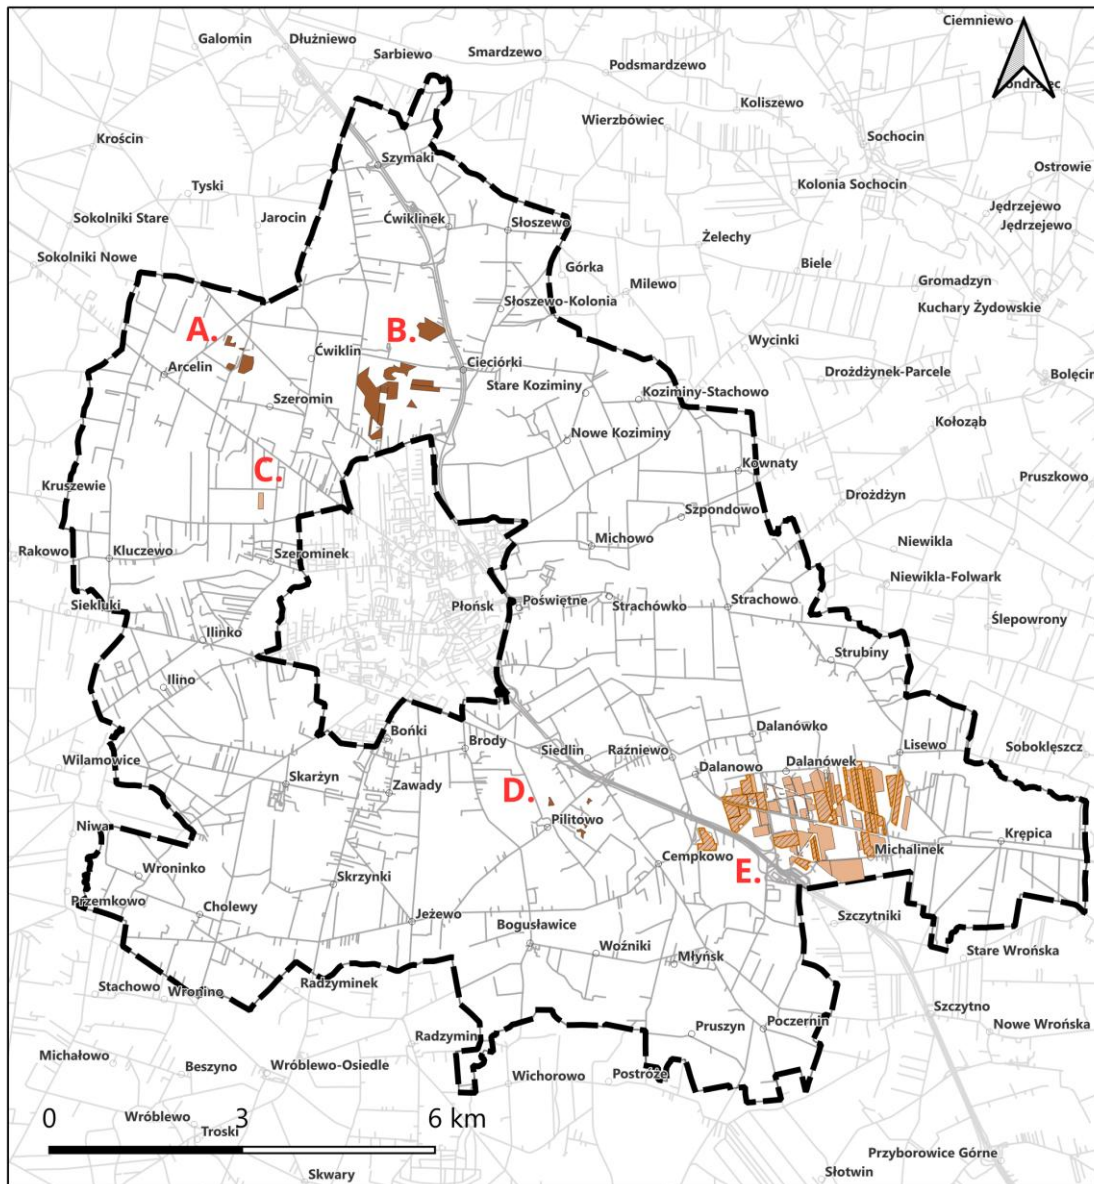 Ciemniewo
Galomin
Dłużniewo
Sarbiewo
Smardzewo
Podsmardzewo
Kondrajec
Koliszewo
Wierzbówiec
Krościn
Sochocin
Szymaki
Ostrowie
Tyski
Kolonia Sochocin
Jędrzejewo
Sokolniki Stare
Jarocin
Ćwiklinek
Słoszewo
Jędrzejewo
Żelechy
Sokolniki Nowe
Górka
Biele
Milewo
Gromadzyn
Słoszewo-Kolonia
Kuchary Żydowskie
A.
B.
Wycinki
Arcelin
Ćwiklin
Cieciórki
Stare Koziminy
Koziminy-Stachowo
Drożdżynek-Parcele
Bolęcin
Szeromin
Nowe Koziminy
Kołoząb
C.
Kownaty
Pruszkowo
Kruszewie
Drożdżyn
Szpondowo
Rakowo
Kluczewo
Szerominek
Michowo
Niewikla
Niewikla-Folwark
Siekluki
Płońsk
Poświętne
Strachówko
Strachowo
Ślepowrony
Ilinko
Strubiny
Ilino
Bońki
Brody
Siedlin
Raźniewo
Dalanówko
Lisewo
Sobokleszcz
Wilamowice
Skarżyn
Zawady
D.
Dalanowo
Dalanówek
Niwa
Pilitowo
Krępica
Wroninko
Cempkowo
Michalinek
E.
Skrzynki
Przemkowo
Cholewy
Jeżewo
Szczytniki
Bogusławice
Woźniki
Młyńsk
Stare Wrońska
Stachowo
Wronino
Radzyminek
Szczytno
Radzymin
Pruszyn
Poczernin
Nowe Wrońska
Michałowo
Beszyno
Wróblewo-Osiedle
Wichorowo
Postróże
0 3 6 km
Wróblewo
Troski
Przyborowice Górne
Skwary
Słotwin